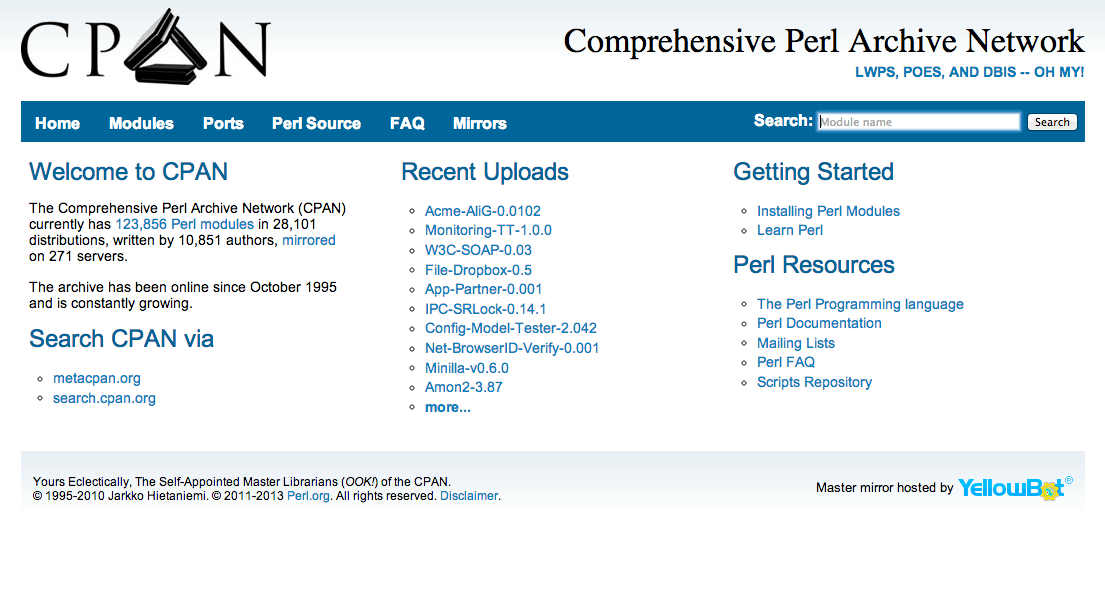 CPAN
Comprehensive Perl Archive Network
LWPS, POES, AND DBIS -- OH MY!
Home Modules Ports Perl Source FAQ Mirrors Search: Module name Search
Welcome to CPAN
The Comprehensive Perl Archive Network (CPAN)
currently has 123,856 Perl modules in 28,101
distributions, written by 10,851 authors, mirrored
on 271 servers.
The archive has been online since October 1995
and is constantly growing.
Search CPAN via
metacpan.org
search.cpan.org
Recent Uploads
Acme-AliG-0.0102
Monitoring-TT-1.0.0
W3C-SOAP-0.03
File-Dropbox-0.5
App-Partner-0.001
IPC-SRLock-0.14.1
Config-Model-Tester-2.042
Net-BrowserID-Verify-0.001
Minilla-v0.6.0
Amon2-3.87
more...
Getting Started
Installing Perl Modules
Learn Perl
Perl Resources
The Perl Programming language
Perl Documentation
Mailing Lists
Perl FAQ
Scripts Repository
Yours Eclectically, The Self-Appointed Master Librarians (OOK!) of the CPAN.
© 1995-2010 Jarkko Hietaniemi. © 2011-2013 Perl.org. All rights reserved. Disclaimer.
Master mirror hosted by YellowBot®